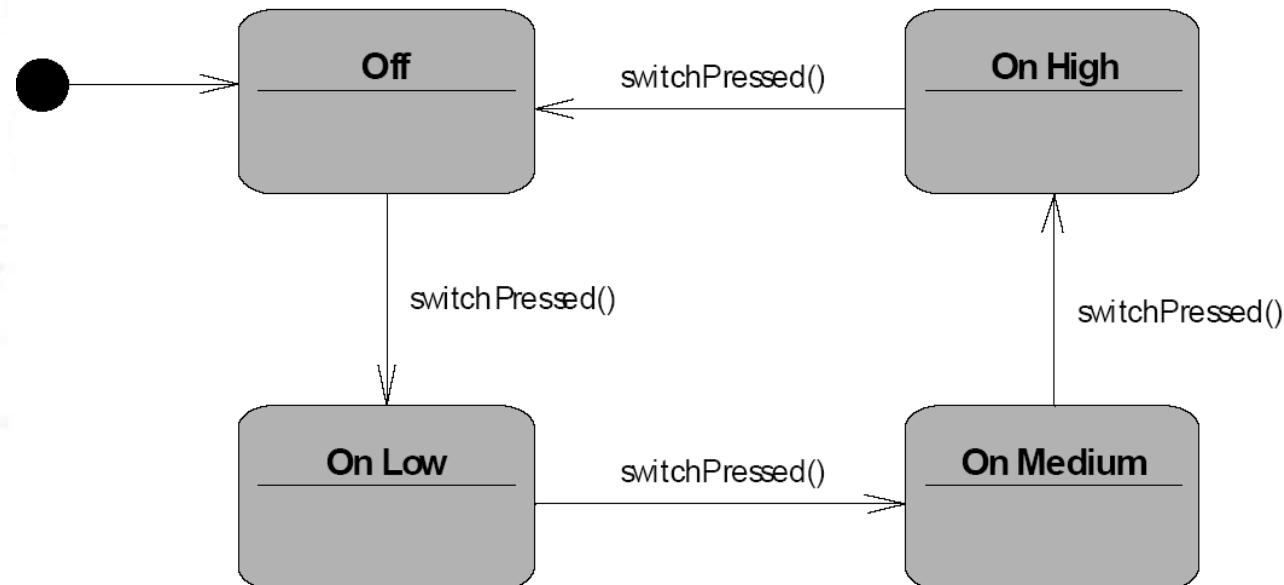 Off
switchPressed()
On High
switchPressed()
switchPressed()
On Low
switchPressed()
On Medium